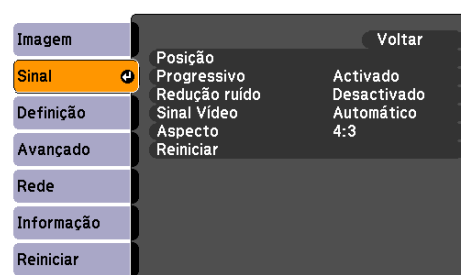 Imagem
Sinal
Definição
Avançado
Rede
Informação
Reiniciar
Voltar
Posição
Progressivo Activado
Redução ruído Desactivado
Sinal Vídeo Automático
Aspecto 4:3
Reiniciar